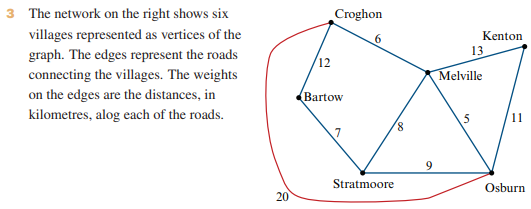 3 The network on the right shows six
villages represented as vertices of the
graph. The edges represent the roads
connecting the villages. The weights
on the edges are the distances, in
kilometres, alog each of the roads.
Croghon
6
Kenton
13
12
Melville
Bartow
5
11
7
8
9
Stratmoore
Osburn
20